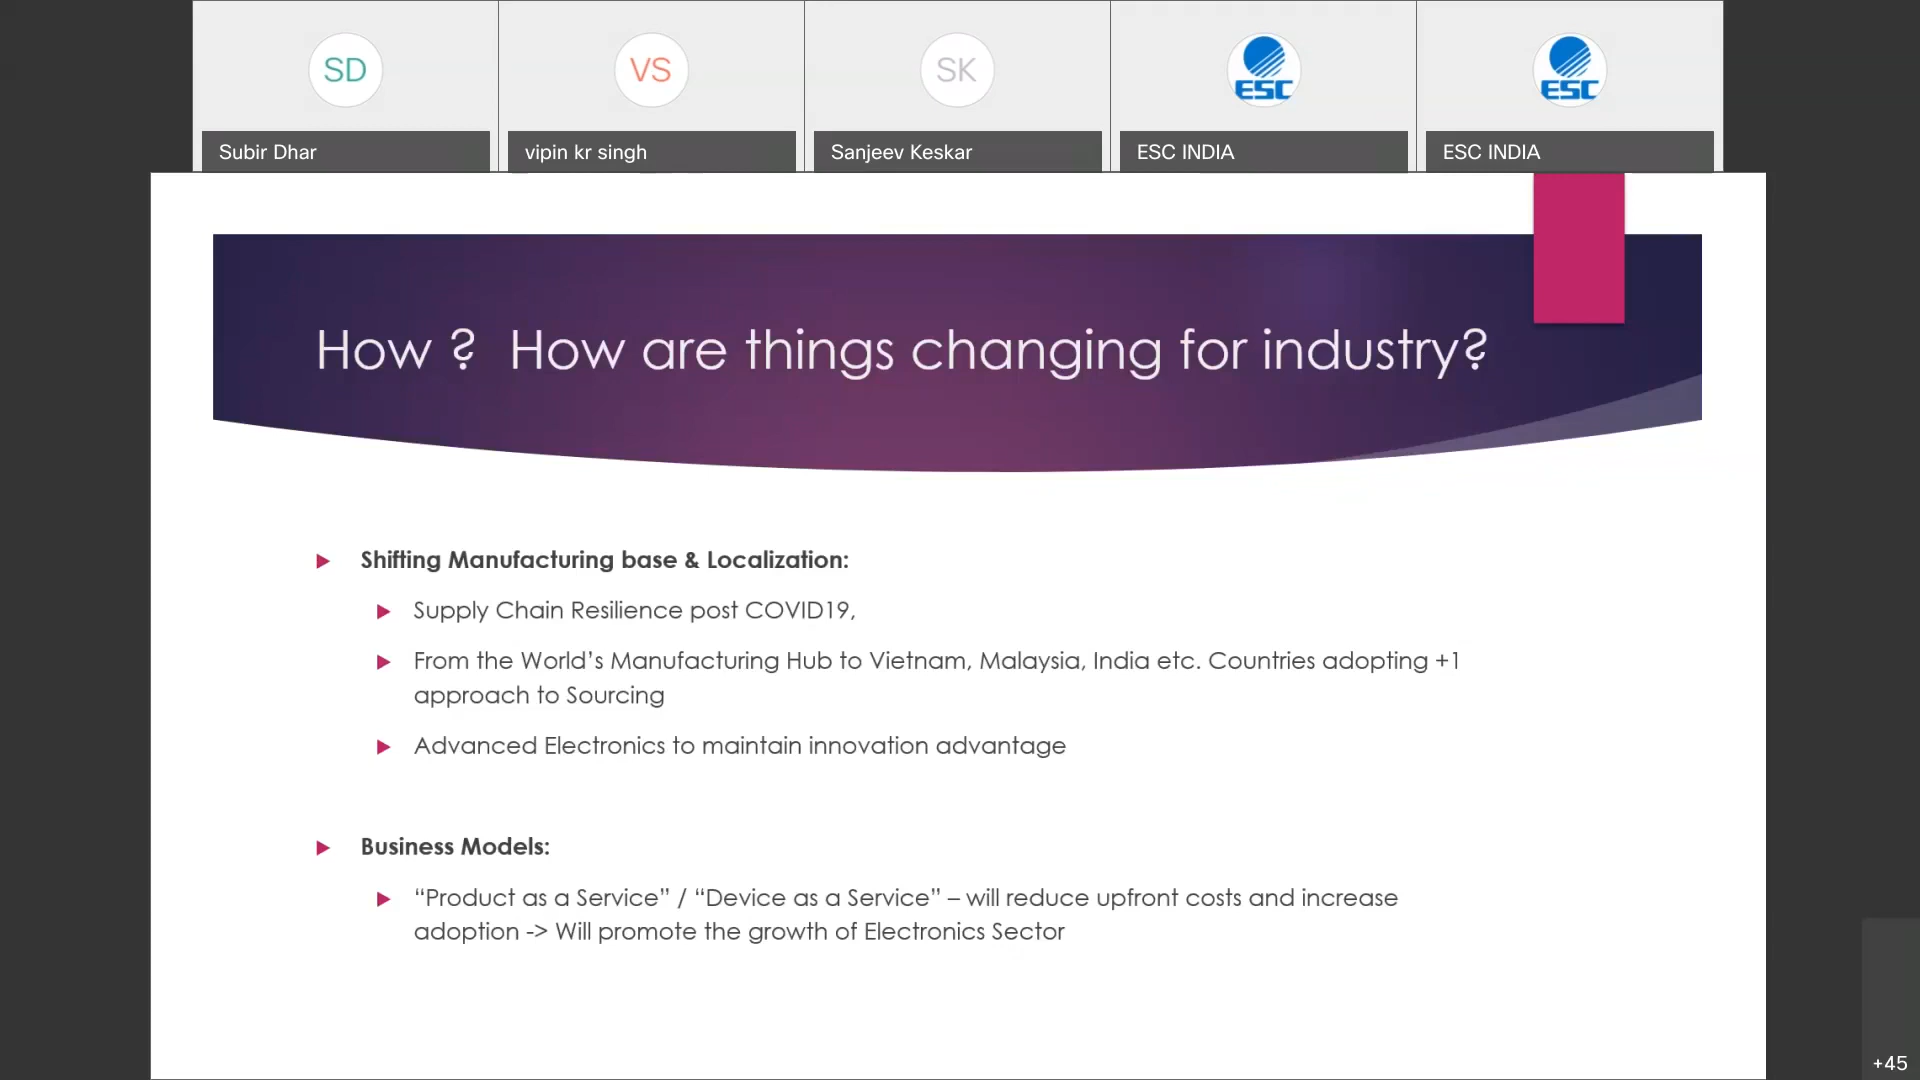 SD
VS
SK
ESC
ESC
Subir Dhar
vipin kr singh
Sanjeev Keskar
ESC INDIA
ESC INDIA
How ?  How are things changing for industry?
Shifting Manufacturing base & Localization:
Supply Chain Resilience post COVID19,
From the World’s Manufacturing Hub to Vietnam, Malaysia, India etc. Countries adopting +1
approach to Sourcing
Advanced Electronics to maintain innovation advantage
Business Models:
“Product as a Service” / “Device as a Service” – will reduce upfront costs and increase
adoption -> Will promote the growth of Electronics Sector
+45